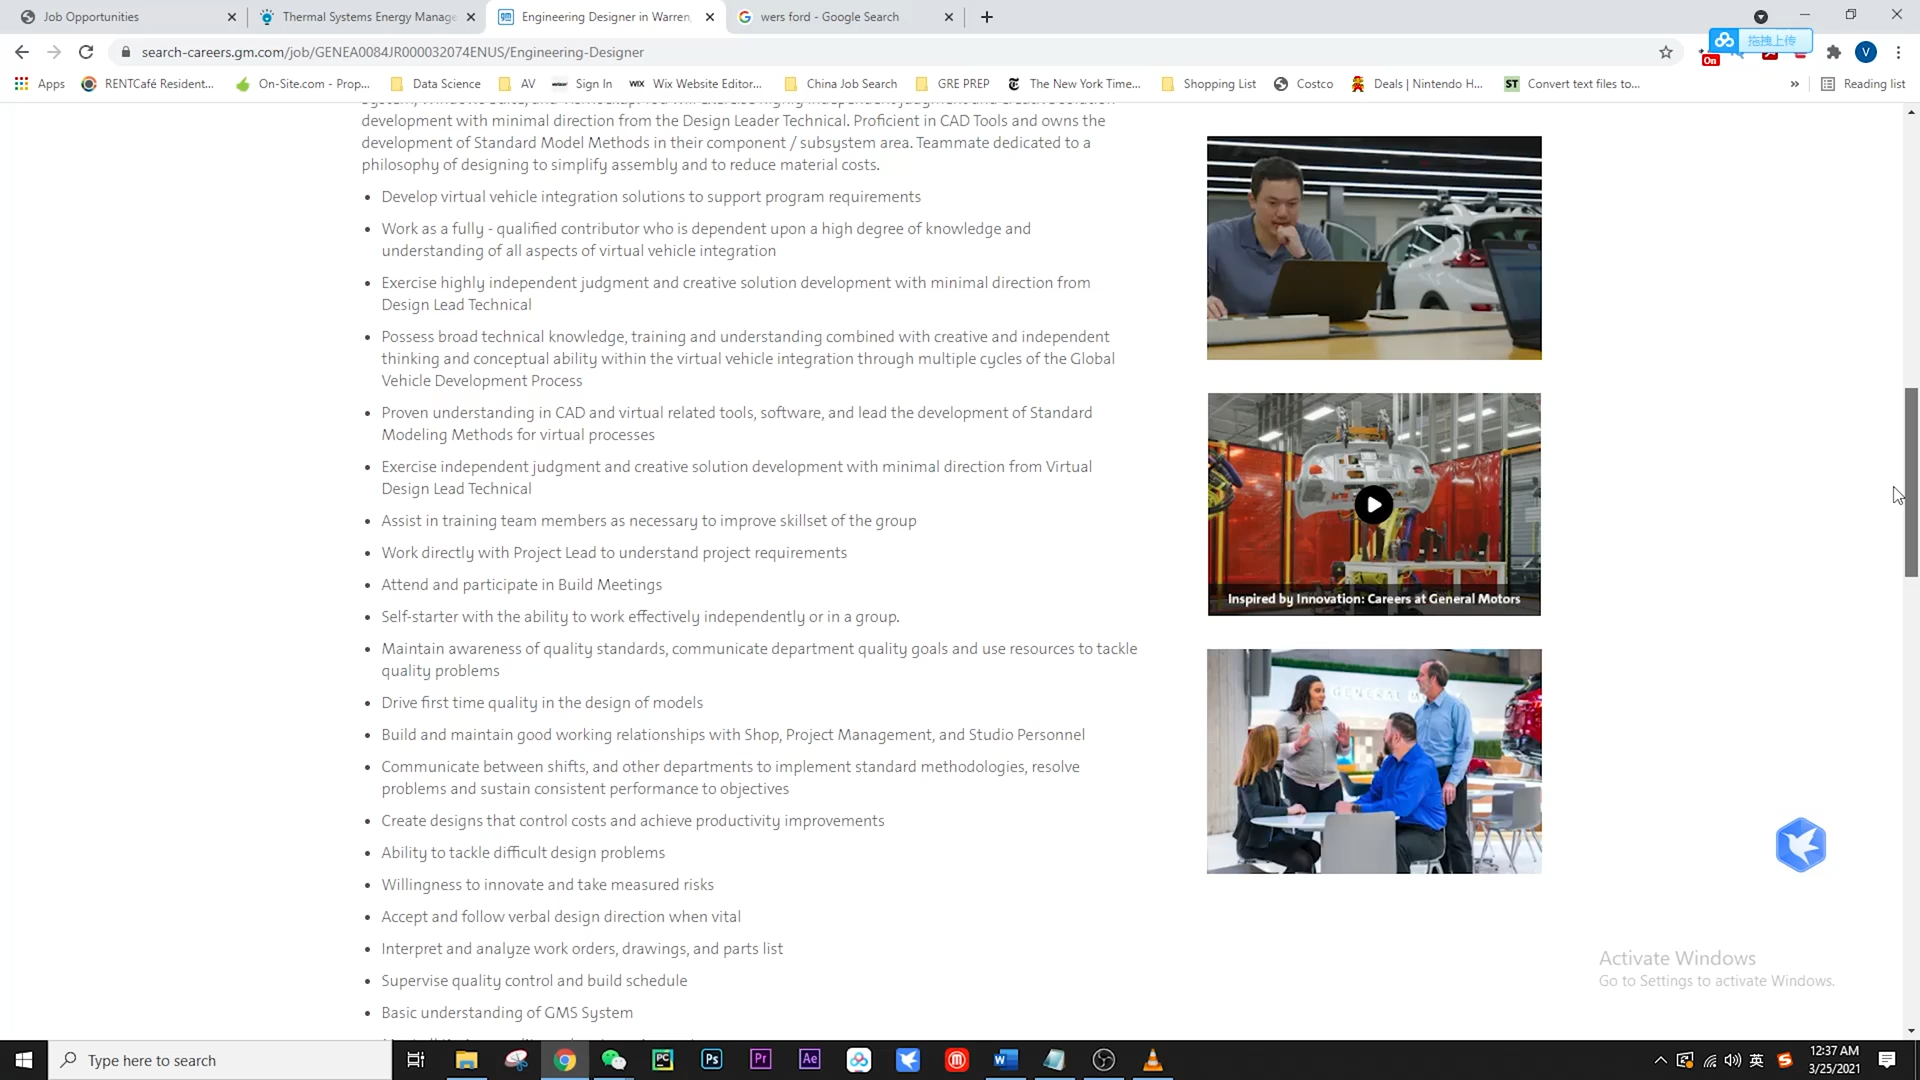 Job Opportunities
Thermal Systems Energy Manage
Engineering Designer in Warren,
wers ford - Google Search
search-careers.gm.com/job/GENEA0084JR000032074ENUS/Engineering-Designer
拖拽上传
On
V
Apps
RENTCafé Resident...
On-Site.com - Prop...
Data Science
AV
Sign In
WIX Wix Website Editor...
China Job Search
GRE PREP
The New York Time...
Shopping List
Costco
Deals | Nintendo H...
ST Convert text files to...
»
Reading list
development with minimal direction from the Design Leader Technical. Proficient in CAD Tools and owns the
development of Standard Model Methods in their component / subsystem area. Teammate dedicated to a
philosophy of designing to simplify assembly and to reduce material costs.
• Develop virtual vehicle integration solutions to support program requirements
• Work as a fully - qualified contributor who is dependent upon a high degree of knowledge and
understanding of all aspects of virtual vehicle integration
• Exercise highly independent judgment and creative solution development with minimal direction from
Design Lead Technical
• Possess broad technical knowledge, training and understanding combined with creative and independent
thinking and conceptual ability within the virtual vehicle integration through multiple cycles of the Global
Vehicle Development Process
• Proven understanding in CAD and virtual related tools, software, and lead the development of Standard
Modeling Methods for virtual processes
• Exercise independent judgment and creative solution development with minimal direction from Virtual
Design Lead Technical
• Assist in training team members as necessary to improve skillset of the group
• Work directly with Project Lead to understand project requirements
• Attend and participate in Build Meetings
• Self-starter with the ability to work effectively independently or in a group.
• Maintain awareness of quality standards, communicate department quality goals and use resources to tackle
quality problems
• Drive first time quality in the design of models
• Build and maintain good working relationships with Shop, Project Management, and Studio Personnel
• Communicate between shifts, and other departments to implement standard methodologies, resolve
problems and sustain consistent performance to objectives
• Create designs that control costs and achieve productivity improvements
• Ability to tackle difficult design problems
• Willingness to innovate and take measured risks
• Accept and follow verbal design direction when vital
• Interpret and analyze work orders, drawings, and parts list
• Supervise quality control and build schedule
• Basic understanding of GMS System
Inspired by Innovation: Careers at General Motors
Activate Windows
Go to Settings to activate Windows.
Type here to search
PC
Ps
Pr
Ae
英
12:37 AM
3/25/2021